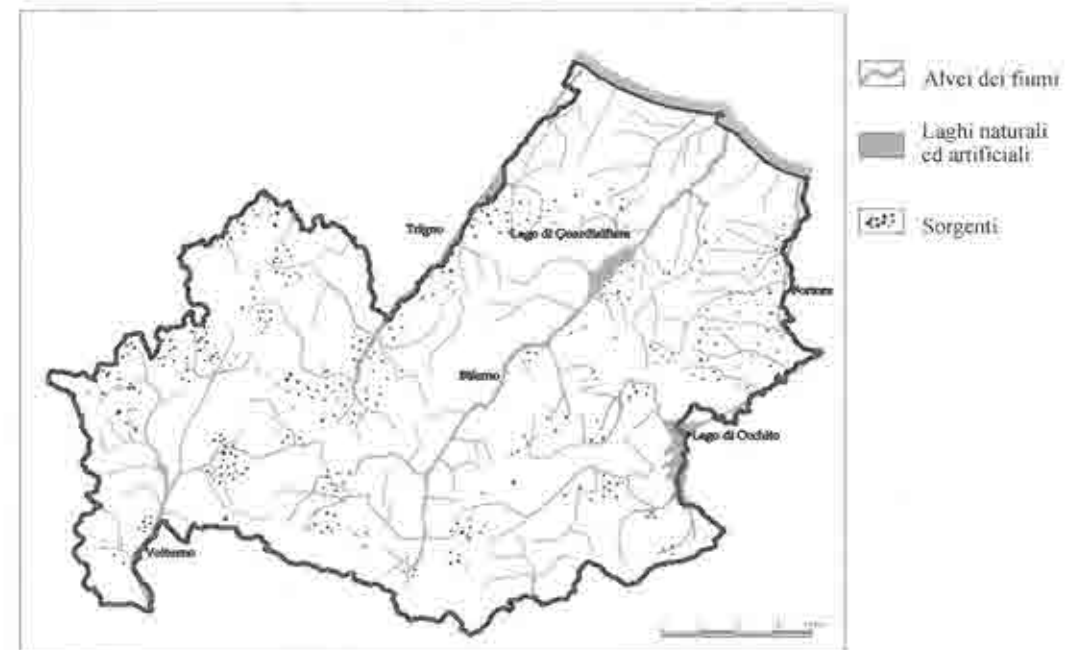 Alvei dei fiumi
Laghi naturali
ed artificiali
Sorgenti
Trigno
Lago di Guardialfiera
Fortore
Biferno
Lago di Occhito
Volturno